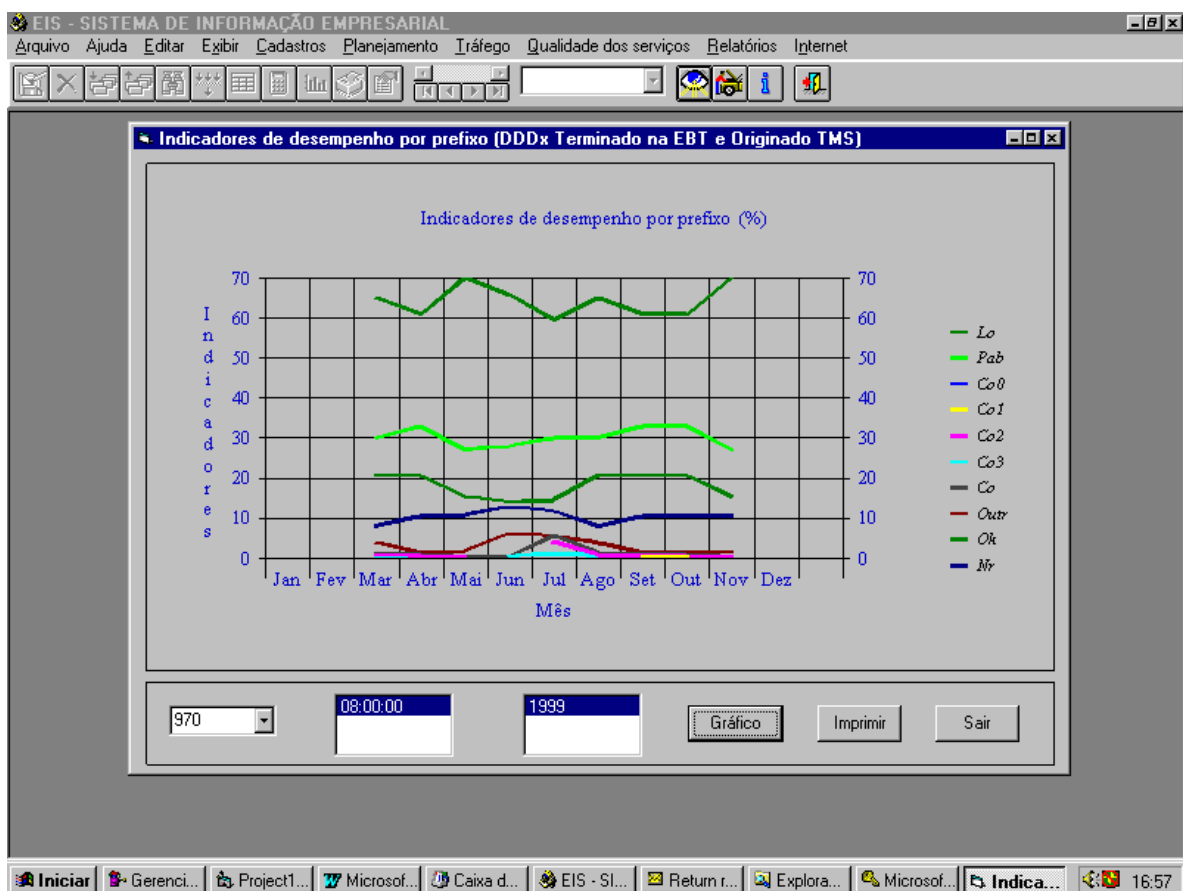 EIS - SISTEMA DE INFORMAÇÃO EMPRESARIAL
Arquivo Ajuda Editar Exibir Cadastros Planejamento Tráfego Qualidade dos serviços Relatórios Internet
Indicadores de desempenho por prefixo (DDDx Terminado na EBT e Originado TMS)
Indicadores de desempenho por prefixo (%)
Indicadores
70 70
60 60
50 50
40 40
30 30
20 20
10 10
0 0
Jan Fev Mar Abr Mai Jun Jul Ago Set Out Nov Dez
Mês
Lo
Pab
Co0
Co1
Co2
Co3
Co
Outr
Ok
Nr
970 08:00:00 1999 Gráfico Imprimir Sair
Iniciar Gerenci... Project1... Microsof... Caixa d... EIS - SI... Return r... Explora... Microsof... Indica... 16:57